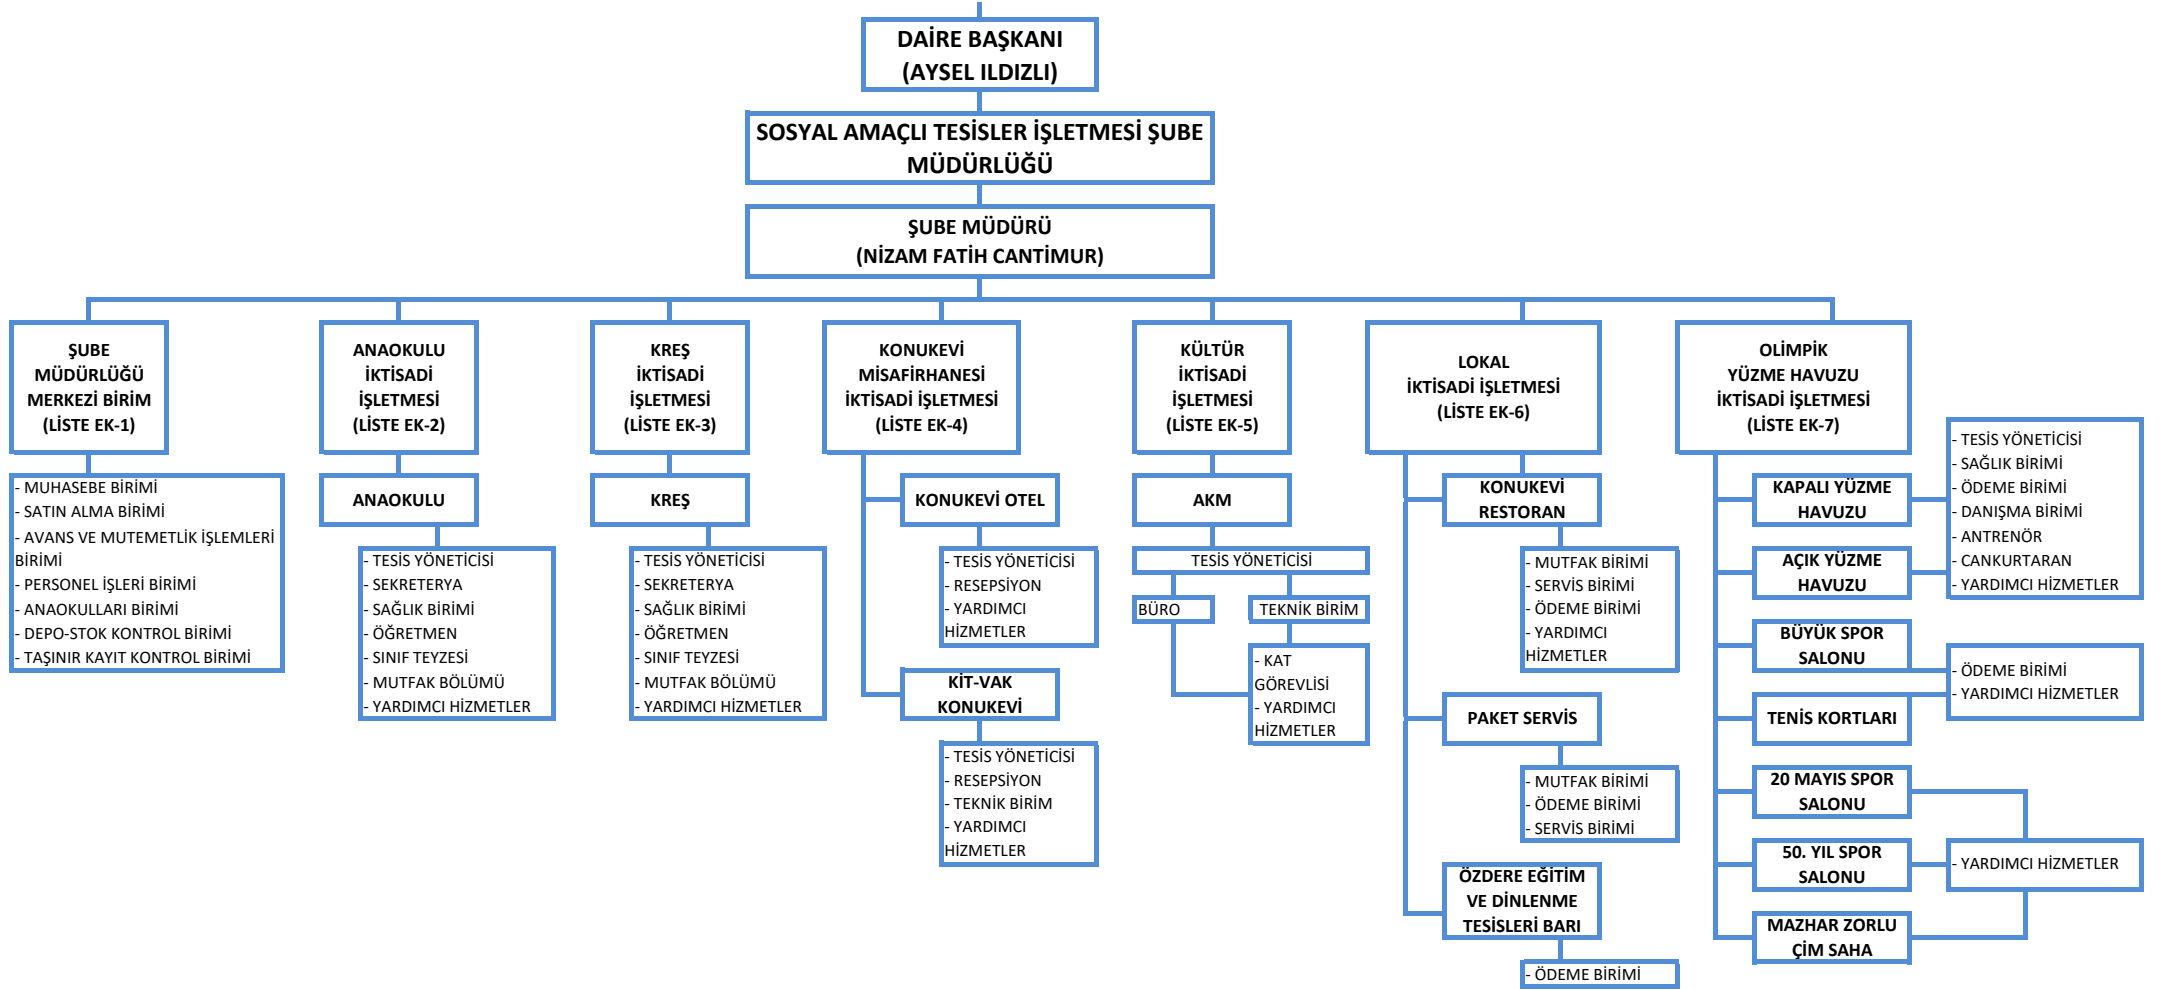 DAİRE BAŞKANI
(AYSEL ILDIZLI)
SOSYAL AMAÇLI TESİSLER İŞLETMESİ ŞUBE
MÜDÜRLÜĞÜ
ŞUBE MÜDÜRÜ
(NİZAM FATİH CANTİMUR)
ŞUBE
MÜDÜRLÜĞÜ
MERKEZİ BİRİM
(LİSTE EK-1)
- MUHASEBE BİRİMİ
- SATIN ALMA BİRİMİ
- AVANS VE MUTEMETLİK İŞLEMLERİ
BİRİMİ
- PERSONEL İŞLERİ BİRİMİ
- ANAOKULLARI BİRİMİ
- DEPO-STOK KONTROL BİRİMİ
- TAŞINIR KAYIT KONTROL BİRİMİ
ANAOKULU
İKTİSADİ
İŞLETMESİ
(LİSTE EK-2)
ANAOKULU
- TESİS YÖNETİCİSİ
- SEKRETERYA
- SAĞLIK BİRİMİ
- ÖĞRETMEN
- SINIF TEYZESİ
- MUTFAK BÖLÜMÜ
- YARDIMCI HİZMETLER
KREŞ
İKTİSADİ
İŞLETMESİ
(LİSTE EK-3)
KREŞ
- TESİS YÖNETİCİSİ
- SEKRETERYA
- SAĞLIK BİRİMİ
- ÖĞRETMEN
- SINIF TEYZESİ
- MUTFAK BÖLÜMÜ
- YARDIMCI HİZMETLER
KONUKEVİ
MİSAFİRHANESİ
İKTİSADİ İŞLETMESİ
(LİSTE EK-4)
KONUKEVİ OTEL
- TESİS YÖNETİCİSİ
- RESEPSİYON
- YARDIMCI
HİZMETLER
KİT-VAK
KONUKEVİ
- TESİS YÖNETİCİSİ
- RESEPSİYON
- TEKNİK BİRİM
- YARDIMCI
HİZMETLER
KÜLTÜR
İKTİSADİ
İŞLETMESİ
(LİSTE EK-5)
AKM
TESİS YÖNETİCİSİ
BÜRO
TEKNİK BİRİM
- KAT
GÖREVLİSİ
- YARDIMCI
HİZMETLER
LOKAL
İKTİSADİ İŞLETMESİ
(LİSTE EK-6)
KONUKEVİ
RESTORAN
- MUTFAK BİRİMİ
- SERVİS BİRİMİ
- ÖDEME BİRİMİ
- YARDIMCI
HİZMETLER
PAKET SERVİS
- MUTFAK BİRİMİ
- ÖDEME BİRİMİ
- SERVİS BİRİMİ
ÖZDERE EĞİTİM
VE DİNLENME
TESİSLERİ BARI
- ÖDEME BİRİMİ
OLİMPİK
YÜZME HAVUZU
İKTİSADİ İŞLETMESİ
(LİSTE EK-7)
KAPALI YÜZME
HAVUZU
AÇIK YÜZME
HAVUZU
- TESİS YÖNETİCİSİ
- SAĞLIK BİRİMİ
- ÖDEME BİRİMİ
- DANIŞMA BİRİMİ
- ANTRENÖR
- CANKURTARAN
- YARDIMCI HİZMETLER
BÜYÜK SPOR
SALONU
TENİS KORTLARI
- ÖDEME BİRİMİ
- YARDIMCI HİZMETLER
20 MAYIS SPOR
SALONU
50. YIL SPOR
SALONU
MAZHAR ZORLU
ÇİM SAHA
- YARDIMCI HİZMETLER